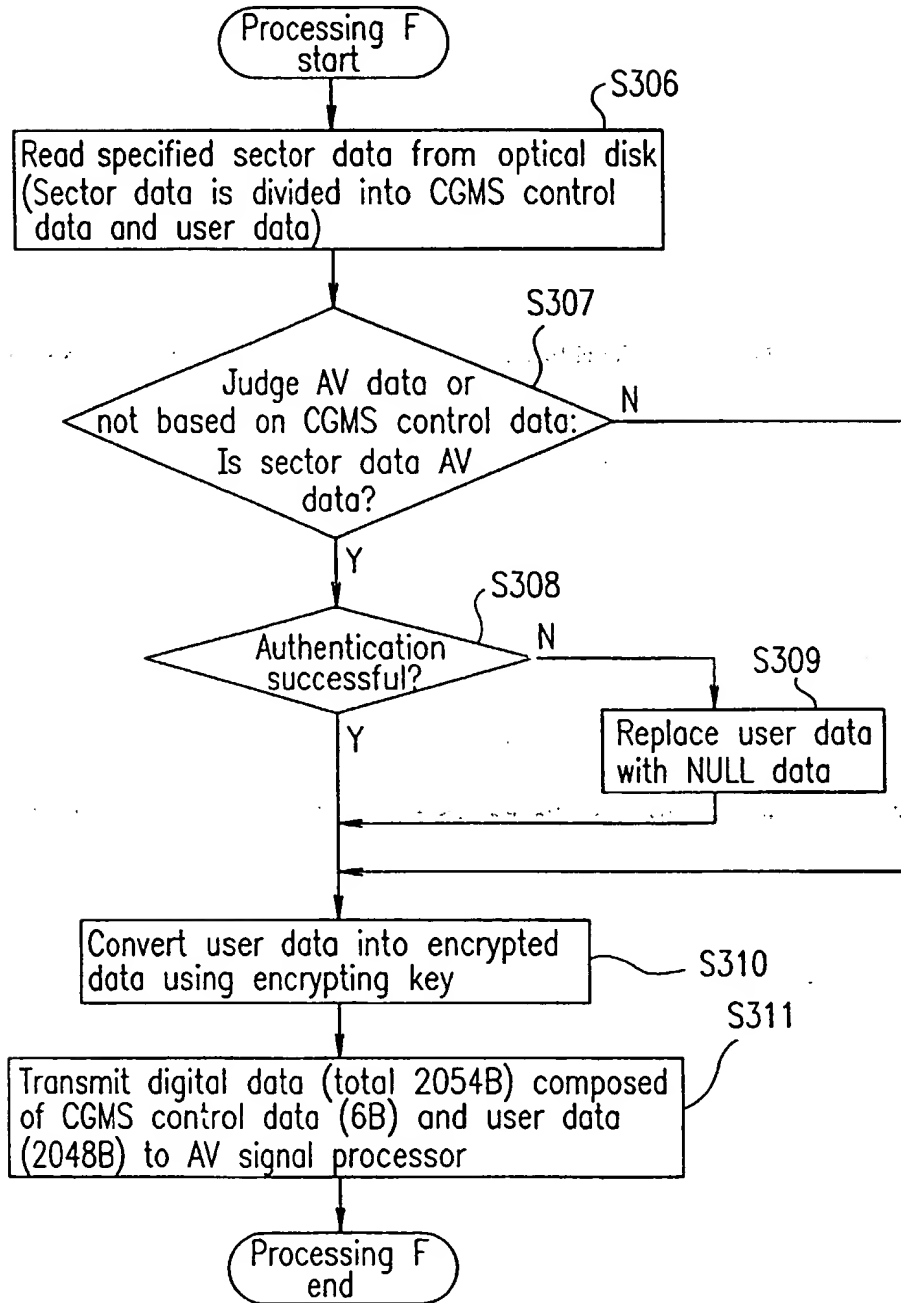 Processing F
start
S306
Read specified sector data from optical disk
(Sector data is divided into CGMS control
data and user data)
S307
Judge AV data or
not based on CGMS control data:
Is sector data AV
data?
N
Y
S308
Authentication
successful?
N
S309
Y
Replace user data
with NULL data
Convert user data into encrypted
data using encrypting key
S310
S311
Transmit digital data (total 2054B) composed
of CGMS control data (6B) and user data
(2048B) to AV signal processor
Processing F
end